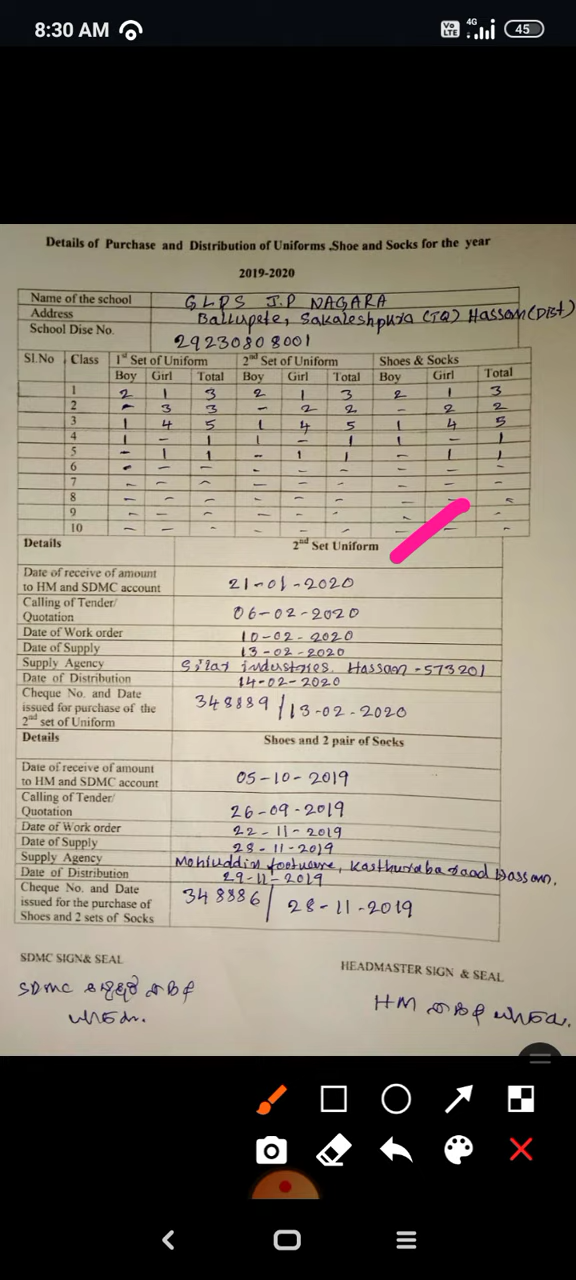 8:30 AM
Vo LTE 4G 45
Details of Purchase and Distribution of Uniforms ,Shoe and Socks for the year
2019-2020
Name of the school GLPS J.P NAGARA
Address Ballupete, Sakaleshpura (TQ) Hassan (Dist)
School Dise No. 29230808001
Sl.No Class 1st Set of Uniform 2nd Set of Uniform Shoes & Socks
Boy Girl Total Boy Girl Total Boy Girl Total
1 2 1 3 2 1 3 2 1 3
2 - 3 3 - 2 2 - 2 2
3 1 4 5 1 4 5 1 4 5
4 1 - 1 1 - 1 1 - 1
5 - 1 1 - 1 1 - 1 1
6 - - - - - - - - -
7 - - - - - - - - -
8 - - - - - - - - -
9 - - - - - - - - -
10 - - - - - - - - -
Details 2nd Set Uniform
Date of receive of amount to HM and SDMC account 21-01-2020
Calling of Tender/ Quotation 06-02-2020
Date of Work order 10-02-2020
Date of Supply 13-02-2020
Supply Agency industries, Hassan-573201
Date of Distribution 14-02-2020
Cheque No. and Date issued for purchase of the 2nd set of Uniform 348889/13-02-2020
Details Shoes and 2 pair of Socks
Date of receive of amount to HM and SDMC account 05-10-2019
Calling of Tender/ Quotation 26-09-2019
Date of Work order 22-11-2019
Date of Supply 28-11-2019
Supply Agency Mohiuddin footwere, Kasthuraba road Hassan.
Date of Distribution 29-11-2019
Cheque No. and Date issued for the purchase of Shoes and 2 sets of Socks 348886/28-11-2019
SDMC SIGN& SEAL HEADMASTER SIGN & SEAL
SDMC
HM